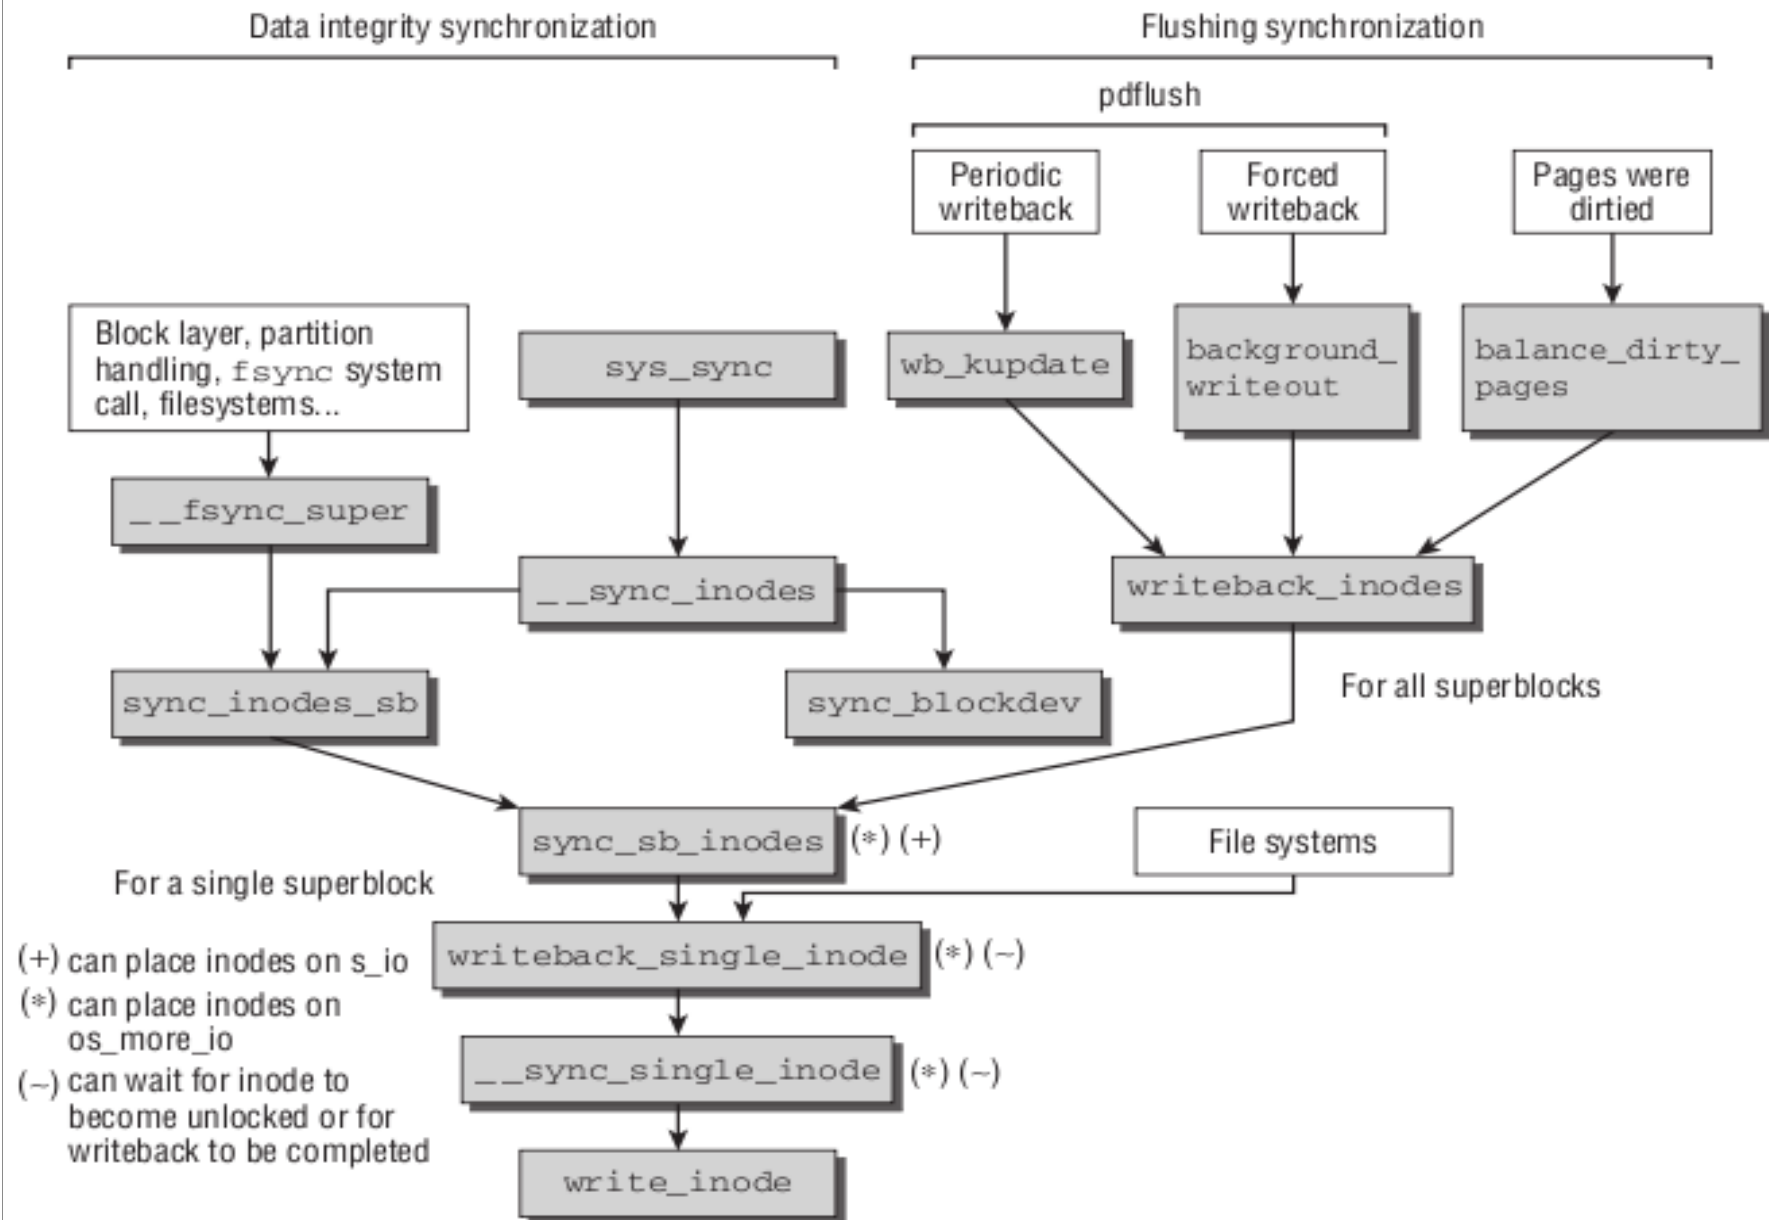 Data integrity synchronization
Flushing synchronization
pdflush
Periodic
writeback
Forced
writeback
Pages were
dirtied
Block layer, partition
handling, fsync system
call, filesystems...
sys_sync
wb_kupdate
background_
writeout
balance_dirty_
pages
__fsync_super
__sync_inodes
writeback_inodes
sync_inodes_sb
sync_blockdev
For all superblocks
sync_sb_inodes (*) (+)
File systems
For a single superblock
writeback_single_inode (*) (~)
(+) can place inodes on s_io
(*) can place inodes on
os_more_io
(~) can wait for inode to
become unlocked or for
writeback to be completed
__sync_single_inode (*) (~)
write_inode